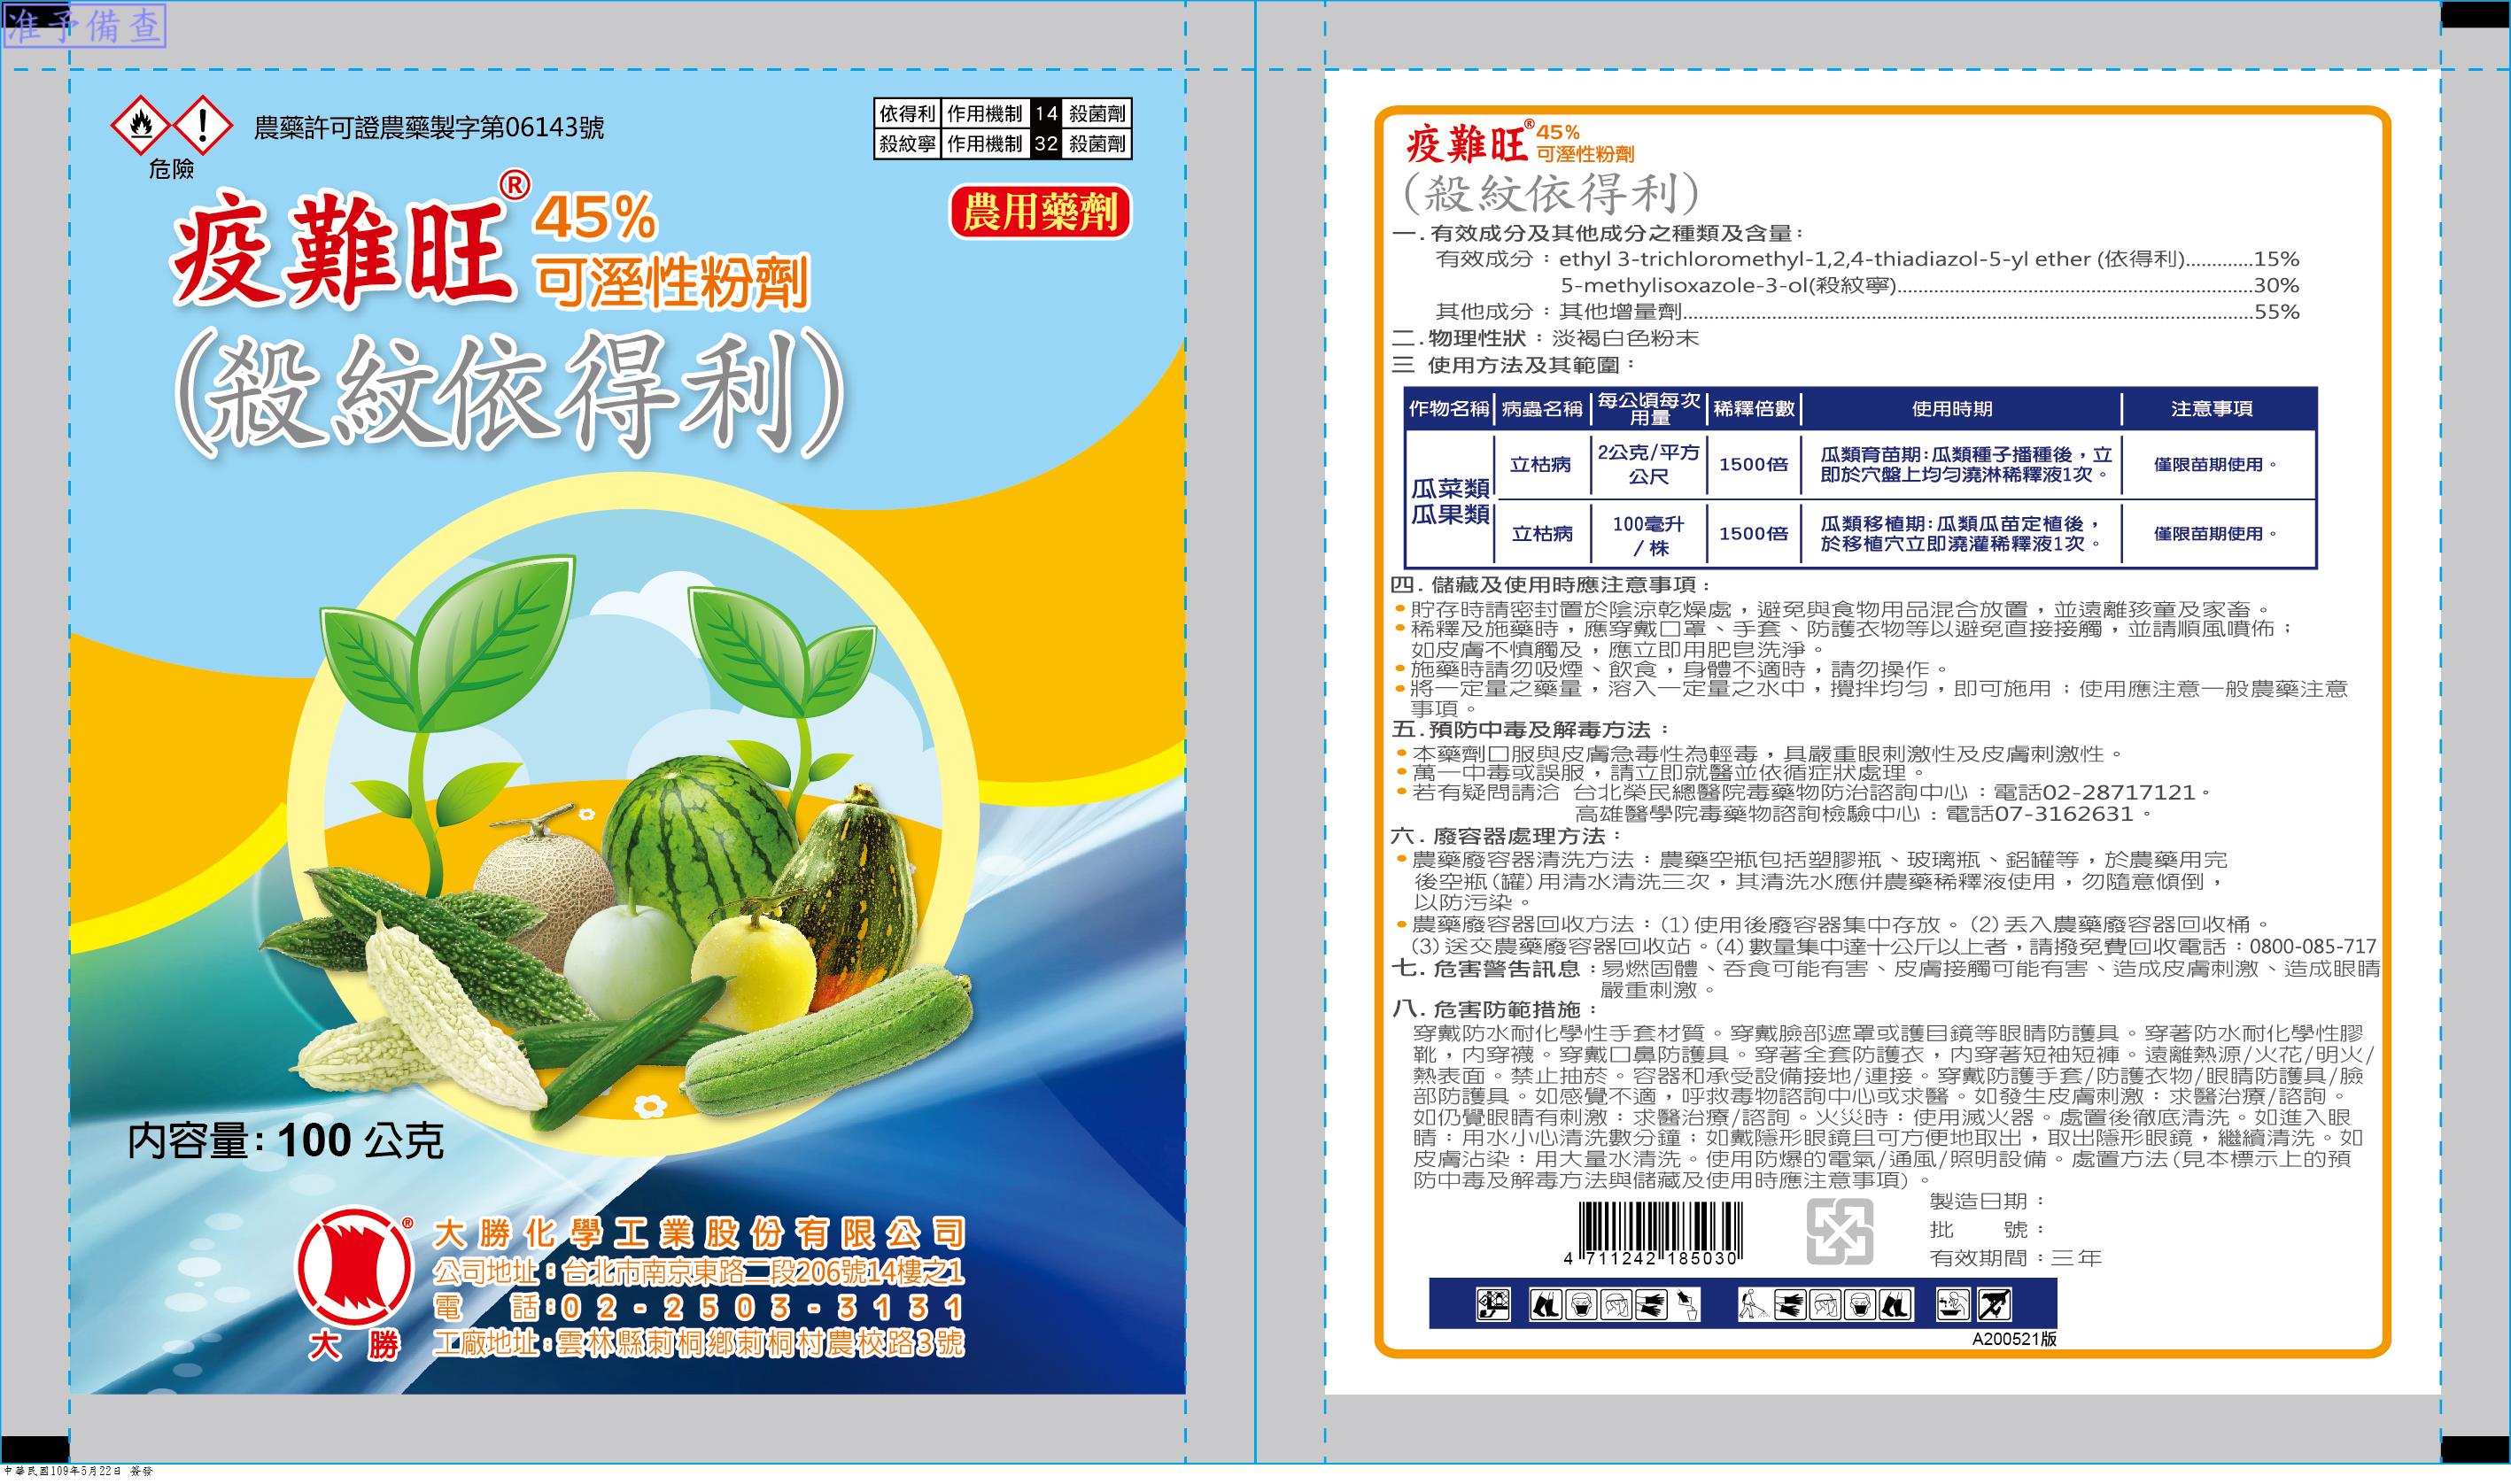 准予備查
農藥許可證農藥製字第06143號
危險
依得利 作用機制 14 殺菌劑
殺紋寧 作用機制 32 殺菌劑
農用藥劑
疫難旺® 45%
可溼性粉劑
(殺紋依得利)
內容量: 100 公克
®
大勝
大勝化學工業股份有限公司
公司地址：台北市南京東路二段206號14樓之1
電 話:02-2503-3131
工廠地址:雲林縣莿桐鄉莿桐村農校路3號
疫難旺® 45%
可溼性粉劑
(殺紋依得利)
一.有效成分及其他成分之種類及含量:
有效成分：ethyl 3-trichloromethyl-1,2,4-thiadiazol-5-yl ether (依得利).............15%
5-methylisoxazole-3-ol(殺紋寧)....................................................................30%
其他成分：其他增量劑.............................................................................................................55%
二.物理性狀：淡褐白色粉末
三 使用方法及其範圍：
作物名稱 病蟲名稱 每公頃每次用量 稀釋倍數 使用時期 注意事項
瓜菜類
瓜果類
立枯病 2公克/平方公尺 1500倍 瓜類育苗期:瓜類種子播種後，立即於穴盤上均勻澆淋稀釋液1次。 僅限苗期使用。
立枯病 100毫升/株 1500倍 瓜類移植期:瓜類瓜苗定植後，於移植穴立即澆灌稀釋液1次。 僅限苗期使用。
四.儲藏及使用時應注意事項:
•貯存時請密封置於陰涼乾燥處，避免與食物用品混合放置，並遠離孩童及家畜。
•稀釋及施藥時，應穿戴口罩、手套、防護衣物等以避免直接接觸，並請順風噴佈；
如皮膚不慎觸及，應立即用肥皂洗淨。
•施藥時請勿吸煙、飲食，身體不適時，請勿操作。
•將一定量之藥量，溶入一定量之水中，攪拌均勻，即可施用；使用應注意一般農藥注意
事項。
五.預防中毒及解毒方法：
•本藥劑口服與皮膚急毒性為輕毒，具嚴重眼刺激性及皮膚刺激性。
•萬一中毒或誤服，請立即就醫並依循症狀處理。
•若有疑問請洽 台北榮民總醫院毒藥物防治諮詢中心：電話02-28717121。
高雄醫學院毒藥物諮詢檢驗中心：電話07-3162631。
六.廢容器處理方法：
•農藥廢容器清洗方法：農藥空瓶包括塑膠瓶、玻璃瓶、鋁罐等，於農藥用完
後空瓶(罐)用清水清洗三次，其清洗水應併農藥稀釋液使用，勿隨意傾倒，
以防污染。
•農藥廢容器回收方法：(1)使用後廢容器集中存放。(2)丟入農藥廢容器回收桶。
(3)送交農藥廢容器回收站。(4)數量集中達十公斤以上者，請撥免費回收電話：0800-085-717
七.危害警告訊息：易燃固體、吞食可能有害、皮膚接觸可能有害、造成皮膚刺激、造成眼睛
嚴重刺激。
八.危害防範措施：
穿戴防水耐化學性手套材質。穿戴臉部遮罩或護目鏡等眼睛防護具。穿著防水耐化學性膠
靴，內穿襪。穿戴口鼻防護具。穿著全套防護衣，內穿著短袖短褲。遠離熱源/火花/明火/
熱表面。禁止抽菸。容器和承受設備接地/連接。穿戴防護手套/防護衣物/眼睛防護具/臉
部防護具。如感覺不適，呼救毒物諮詢中心或求醫。如發生皮膚刺激：求醫治療/諮詢。
如仍覺眼睛有刺激：求醫治療/諮詢。火災時：使用滅火器。處置後徹底清洗。如進入眼
睛：用水小心清洗數分鐘；如戴隱形眼鏡且可方便地取出，取出隱形眼鏡，繼續清洗。如
皮膚沾染：用大量水清洗。使用防爆的電氣/通風/照明設備。處置方法(見本標示上的預
防中毒及解毒方法與儲藏及使用時應注意事項)。
製造日期：
批 號：
有效期間：三年
4 711242 185030
A200521版
中華民國109年5月22日 簽發